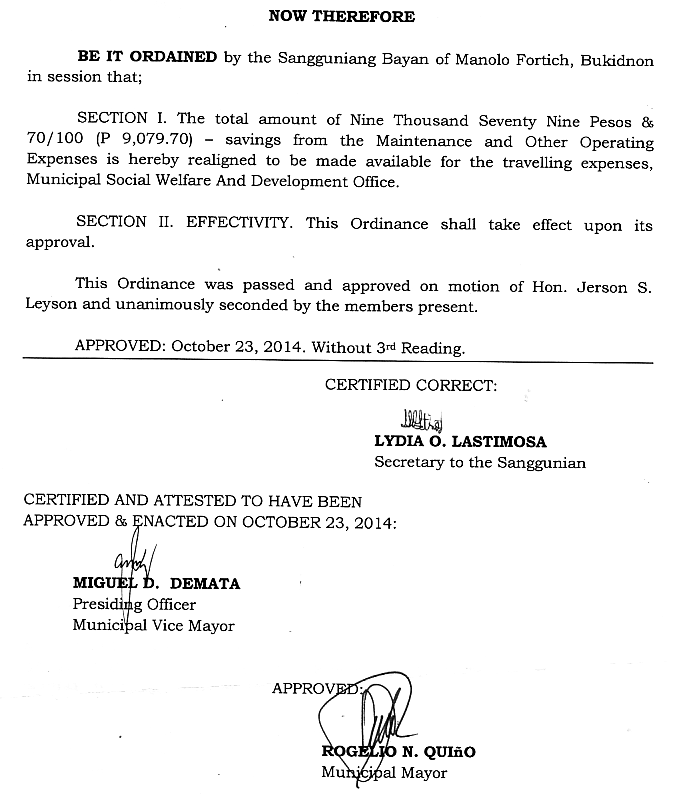 NOW THEREFORE
BE IT ORDAINED by the Sangguniang Bayan of Manolo Fortich, Bukidnon
in session that;
SECTION I. The total amount of Nine Thousand Seventy Nine Pesos &
70/100 (P 9,079.70) – savings from the Maintenance and Other Operating
Expenses is hereby realigned to be made available for the travelling expenses,
Municipal Social Welfare And Development Office.
SECTION II. EFFECTIVITY. This Ordinance shall take effect upon its
approval.
This Ordinance was passed and approved on motion of Hon. Jerson S.
Leyson and unanimously seconded by the members present.
APPROVED: October 23, 2014. Without 3rd Reading.
CERTIFIED CORRECT:
LYDIA O. LASTIMOSA
Secretary to the Sanggunian
CERTIFIED AND ATTESTED TO HAVE BEEN
APPROVED & ENACTED ON OCTOBER 23, 2014:
MIGUEL D. DEMATA
Presiding Officer
Municipal Vice Mayor
APPROVED:
ROGELIO N. QUIñO
Municipal Mayor